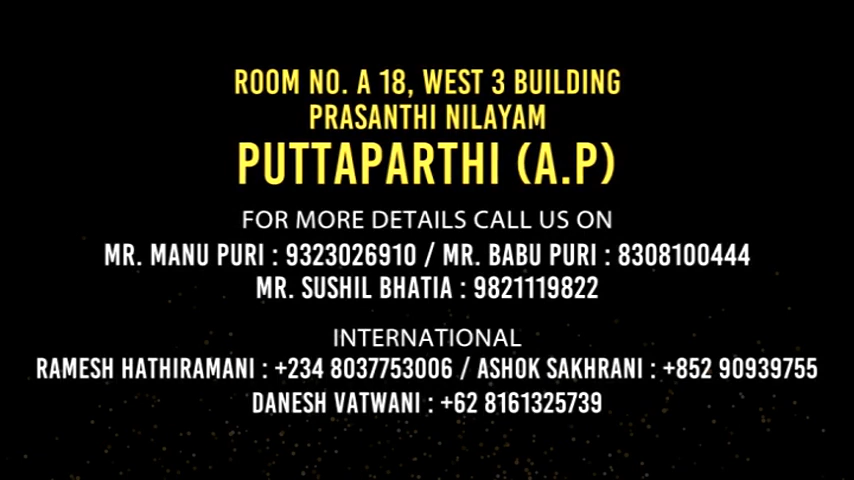 ROOM NO. A 18, WEST 3 BUILDING
PRASANTHI NILAYAM
PUTTAPARTHI (A.P)
FOR MORE DETAILS CALL US ON
MR. MANU PURI : 9323026910 / MR. BABU PURI : 8308100444
MR. SUSHIL BHATIA : 9821119822
INTERNATIONAL
RAMESH HATHIRAMANI : +234 8037753006 / ASHOK SAKHRANI : +852 90939755
DANESH VATWANI : +62 8161325739